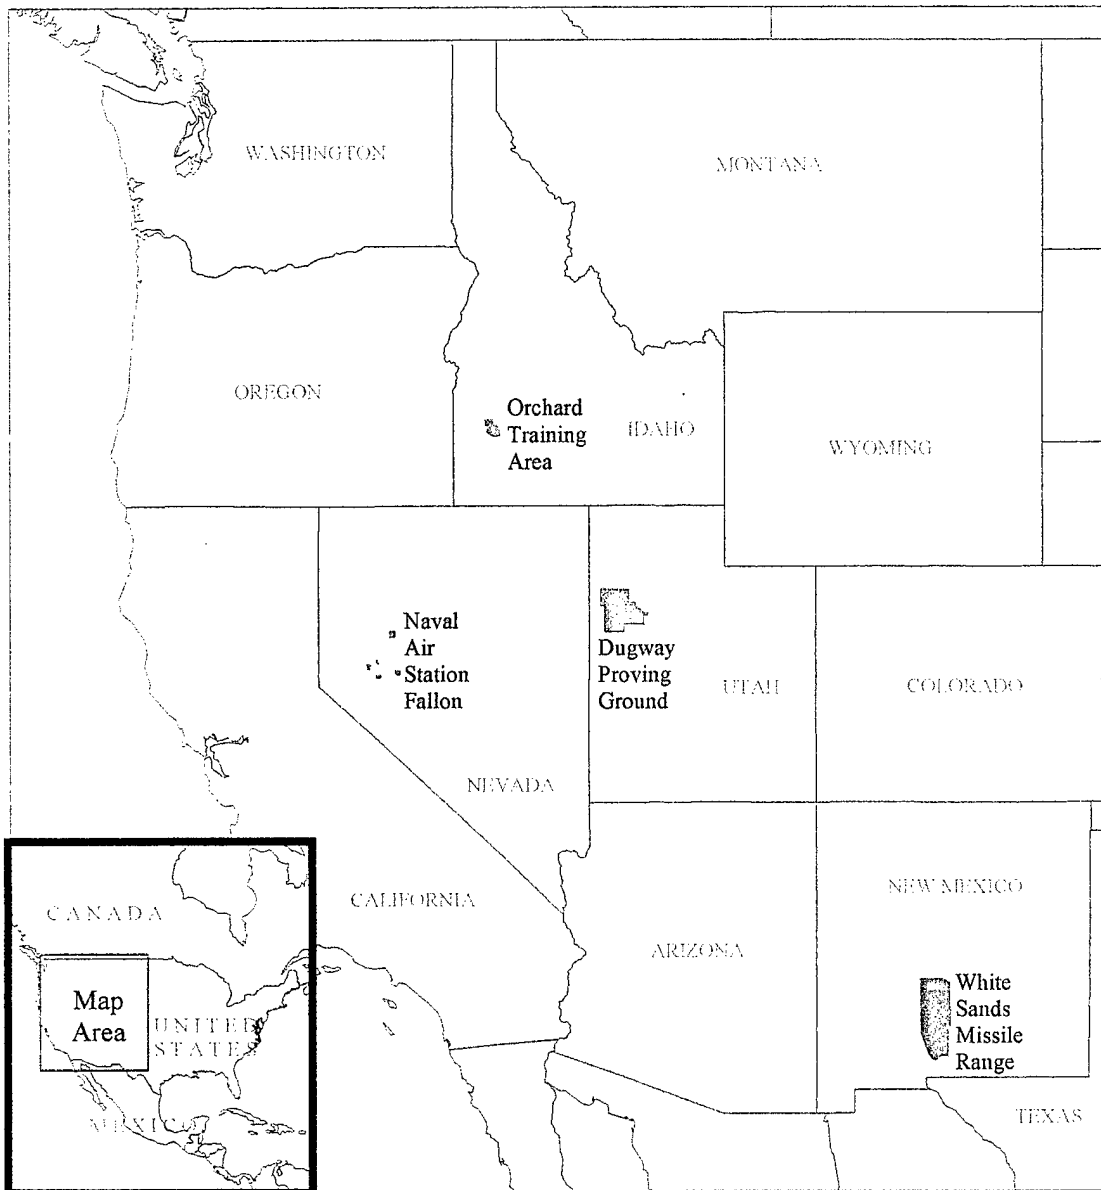 WASHINGTON
MONTANA
OREGON
Orchard
Training
Area
IDAHO
WYOMING
Naval
Air
Station
Fallon
Dugway
Proving
Ground
UTAH
COLORADO
NEVADA
CALIFORNIA
NEW MEXICO
ARIZONA
White
Sands
Missile
Range
TEXAS
CANADA
Map
Area
UNITED
STATES
MEXICO